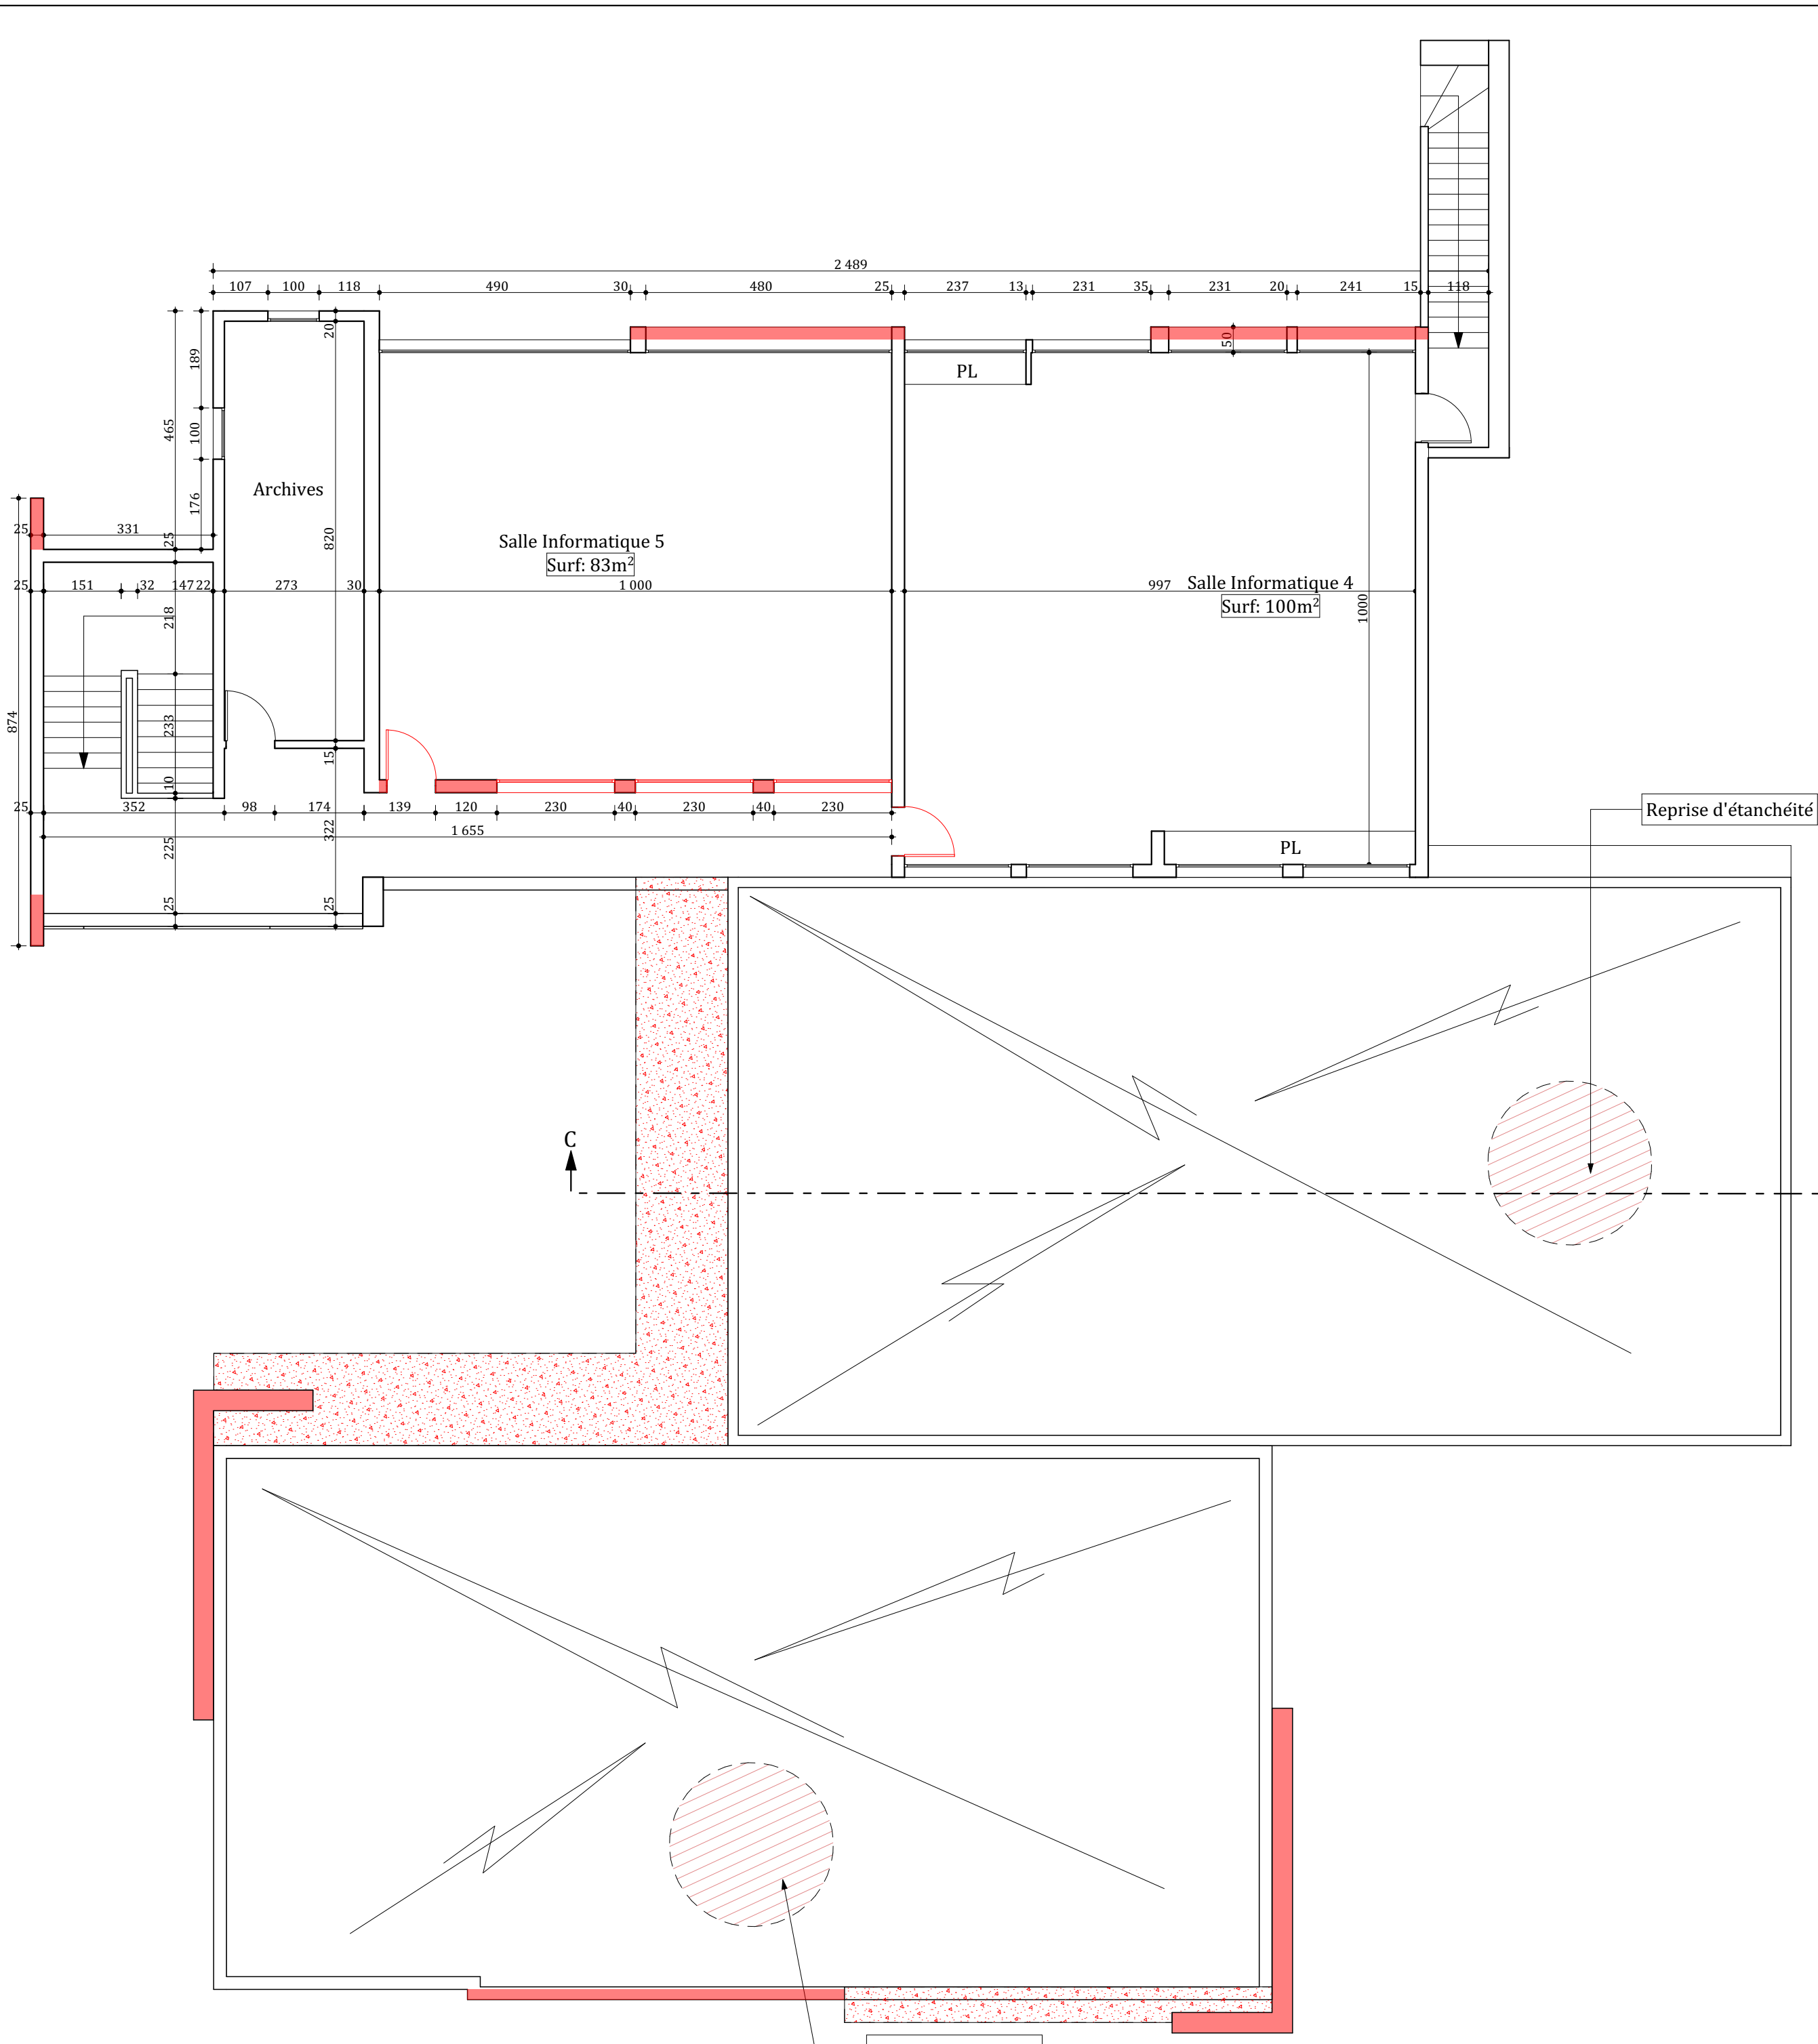 2 489
107 100 118 490 30 480 25 237 13 231 35 231 20 241 15 118
20
189
50
PL
465
100
Archives
176
820
25 331
25
Salle Informatique 5
Surf: 83m²
25 151 32 147 22 273 30 1 000 997
Salle Informatique 4
Surf: 100m²
1000
218
874
233
15
10
25 352 98 174 139 120 230 40 230 40 230
1 655
322
225
PL
Reprise d'étanchéité
25
25
C